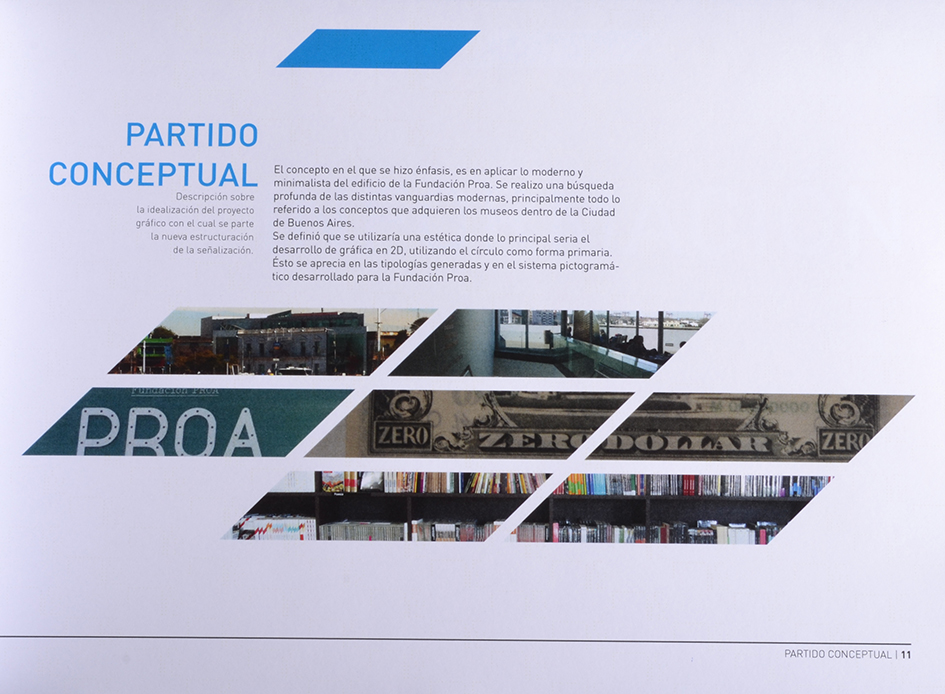 PARTIDO
CONCEPTUAL
Descripción sobre
la idealización del proyecto
gráfico con el cual se parte
la nueva estructuración
de la señalización.
El concepto en el que se hizo énfasis, es en aplicar lo moderno y
minimalista del edificio de la Fundación Proa. Se realizo una búsqueda
profunda de las distintas vanguardias modernas, principalmente todo lo
referido a los conceptos que adquieren los museos dentro de la Ciudad
de Buenos Aires.
Se definió que se utilizaría una estética donde lo principal seria el
desarrollo de gráfica en 2D, utilizando el círculo como forma primaria.
Ésto se aprecia en las tipologías generadas y en el sistema pictogramá-
tico desarrollado para la Fundación Proa.
Fundación PROA
PROA
ZERO
ZERO DOLLAR
ZERO
PARTIDO CONCEPTUAL | 11